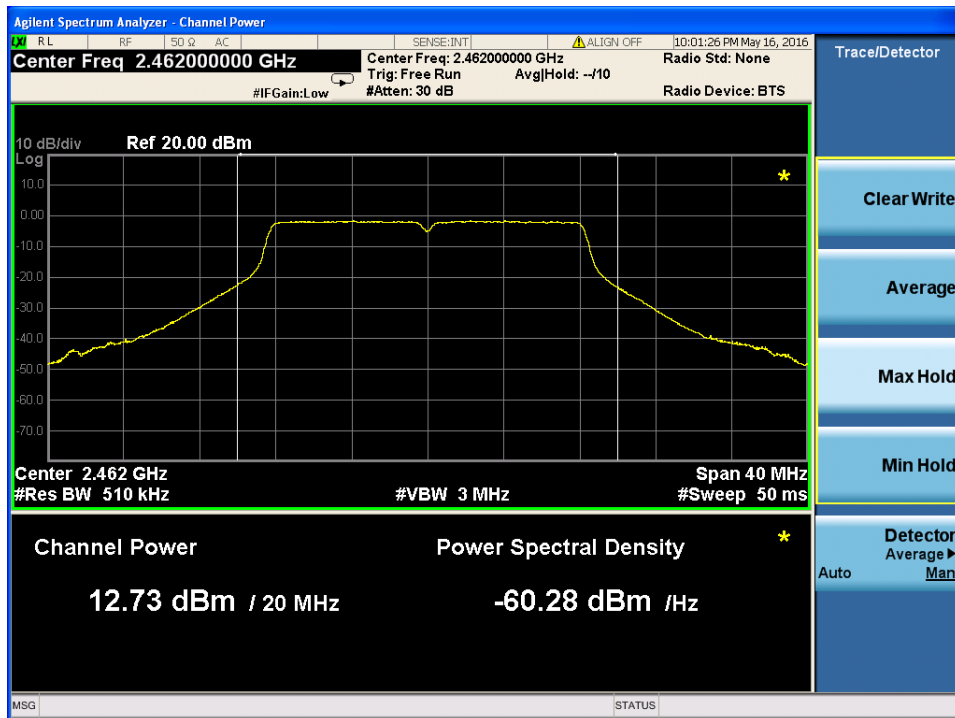 Agilent Spectrum Analyzer - Channel Power
LXI RL RF 50 Ω AC SENSE:INT ALIGN OFF 10:01:26 PM May 16, 2016
Center Freq 2.462000000 GHz
Center Freq: 2.462000000 GHz Radio Std: None
Trig: Free Run Avg|Hold: --/10
#IFGain:Low #Atten: 30 dB Radio Device: BTS
Trace/Detector
10 dB/div Ref 20.00 dBm
Log
10.0
0.00
-10.0
-20.0
-30.0
-40.0
-50.0
-60.0
-70.0
*
Center 2.462 GHz Span 40 MHz
#Res BW 510 kHz #VBW 3 MHz #Sweep 50 ms
Channel Power Power Spectral Density *
12.73 dBm / 20 MHz -60.28 dBm /Hz
Clear Write
Average
Max Hold
Min Hold
Detector
Average
Auto Man
MSG STATUS